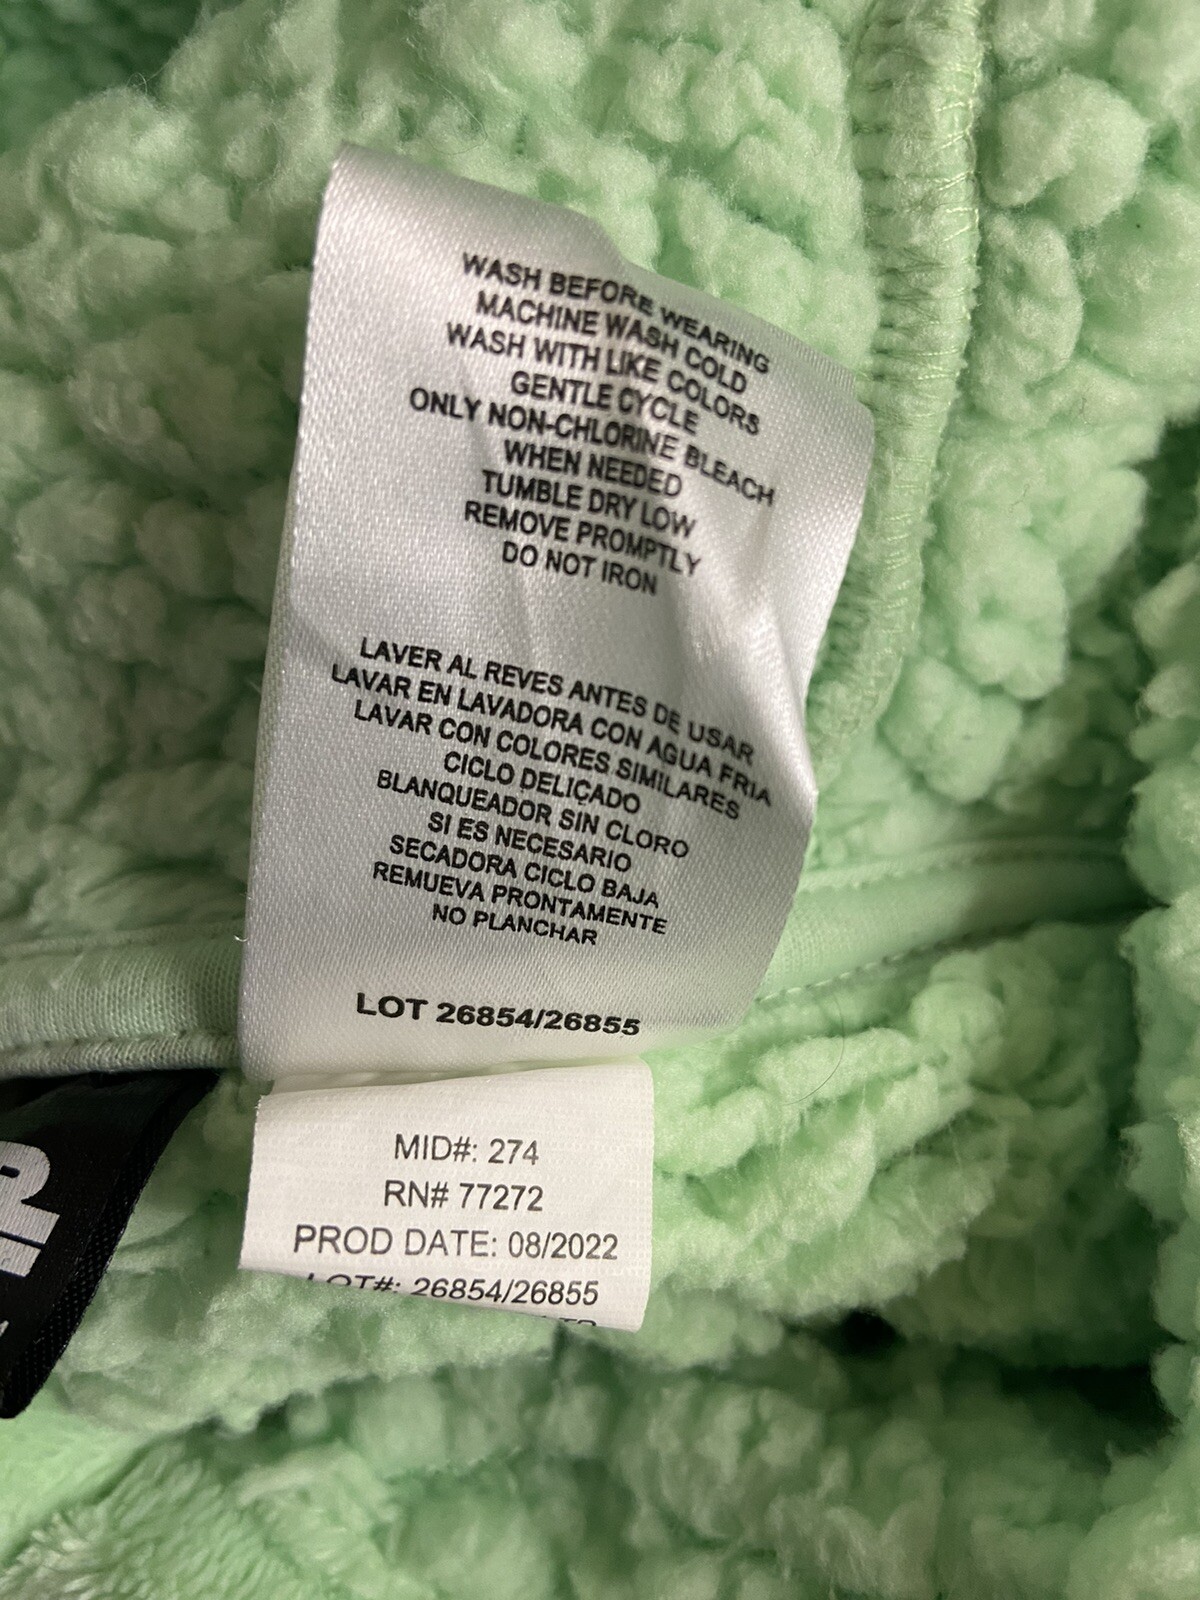 WASH BEFORE WEARING
MACHINE WASH COLD
WASH WITH LIKE COLORS
GENTLE CYCLE
ONLY NON-CHLORINE BLEACH
WHEN NEEDED
TUMBLE DRY LOW
REMOVE PROMPTLY
DO NOT IRON
LAVER AL REVES ANTES DE USAR
LAVAR EN LAVADORA CON AGUA FRIA
LAVAR CON COLORES SIMILARES
CICLO DELIÇADO
BLANQUEADOR SIN CLORO
SI ES NECESARIO
SECADORA CICLO BAJA
REMUEVA PRONTAMENTE
NO PLANCHAR
LOT 26854/26855
MID#: 274
RN# 77272
PROD DATE: 08/2022
LOT#: 26854/26855